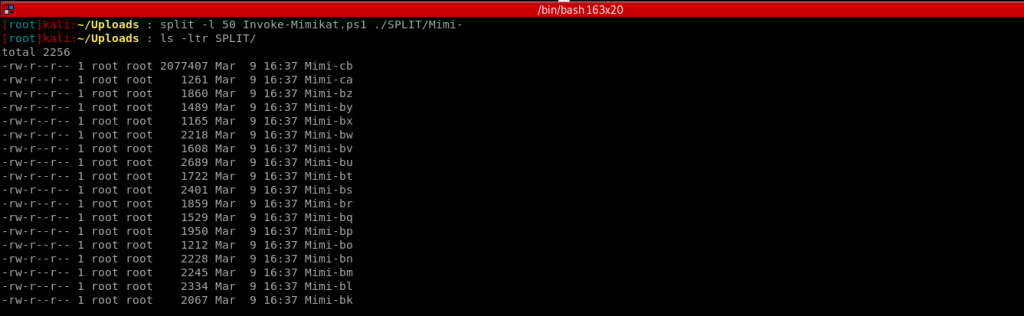 /bin/bash 163x20
[root]kali:~/Uploads : split -l 50 Invoke-Mimikat.ps1 ./SPLIT/Mimi-
[root]kali:~/Uploads : ls -ltr SPLIT/
total 2256
-rw-r--r-- 1 root root 2077407 Mar  9 16:37 Mimi-cb
-rw-r--r-- 1 root root    1261 Mar  9 16:37 Mimi-ca
-rw-r--r-- 1 root root    1860 Mar  9 16:37 Mimi-bz
-rw-r--r-- 1 root root    1489 Mar  9 16:37 Mimi-by
-rw-r--r-- 1 root root    1165 Mar  9 16:37 Mimi-bx
-rw-r--r-- 1 root root    2218 Mar  9 16:37 Mimi-bw
-rw-r--r-- 1 root root    1608 Mar  9 16:37 Mimi-bv
-rw-r--r-- 1 root root    2689 Mar  9 16:37 Mimi-bu
-rw-r--r-- 1 root root    1722 Mar  9 16:37 Mimi-bt
-rw-r--r-- 1 root root    2401 Mar  9 16:37 Mimi-bs
-rw-r--r-- 1 root root    1859 Mar  9 16:37 Mimi-br
-rw-r--r-- 1 root root    1529 Mar  9 16:37 Mimi-bq
-rw-r--r-- 1 root root    1950 Mar  9 16:37 Mimi-bp
-rw-r--r-- 1 root root    1212 Mar  9 16:37 Mimi-bo
-rw-r--r-- 1 root root    2228 Mar  9 16:37 Mimi-bn
-rw-r--r-- 1 root root    2245 Mar  9 16:37 Mimi-bm
-rw-r--r-- 1 root root    2334 Mar  9 16:37 Mimi-bl
-rw-r--r-- 1 root root    2067 Mar  9 16:37 Mimi-bk